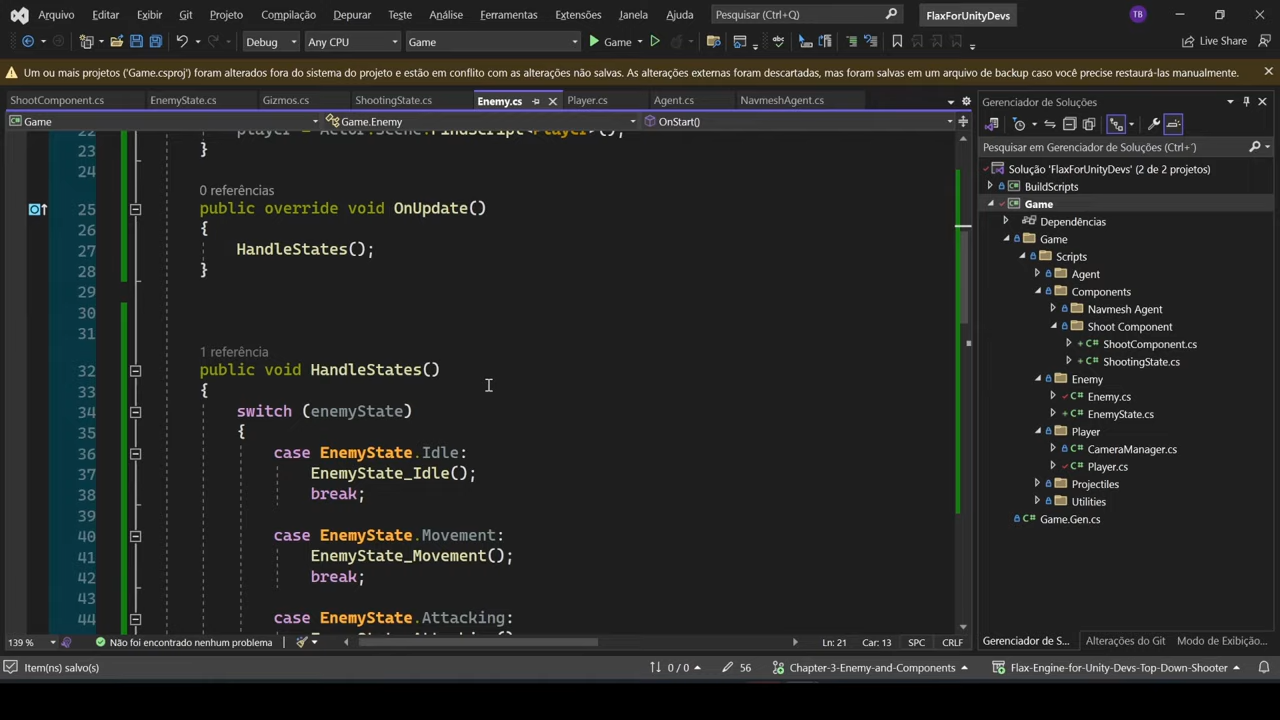 Arquivo Editar Exibir Git Projeto Compilação Depurar Teste Análise Ferramentas Extensões Janela Ajuda Pesquisar (Ctrl+Q) FlaxForUnityDevs TB
Debug Any CPU Game Game Live Share
Um ou mais projetos ('Game.csproj') foram alterados fora do sistema do projeto e estão em conflito com as alterações não salvas. As alterações externas foram descartadas, mas foram salvas em um arquivo de backup caso você precise restaurá-las manualmente.
ShootComponent.cs EnemyState.cs Gizmos.cs ShootingState.cs Enemy.cs Player.cs Agent.cs NavmeshAgent.cs
Game Game.Enemy OnStart()
22 player = Actor.Scene.FindScript<Player>();
23 }
24
0 referências
25 public override void OnUpdate()
26 {
27 HandleStates();
28 }
29
30
31
1 referência
32 public void HandleStates()
33 {
34 switch (enemyState)
35 {
36 case EnemyState.Idle:
37 EnemyState_Idle();
38 break;
39
40 case EnemyState.Movement:
41 EnemyState_Movement();
42 break;
43
44 case EnemyState.Attacking:
139 % Não foi encontrado nenhum problema Ln: 21 Car: 13 SPC CRLF
Gerenciador de Soluções
Pesquisar em Gerenciador de Soluções (Ctrl+´)
Solução 'FlaxForUnityDevs' (2 de 2 projetos)
BuildScripts
Game
Dependências
Game
Scripts
Agent
Components
Navmesh Agent
Shoot Component
C# ShootComponent.cs
C# ShootingState.cs
Enemy
C# Enemy.cs
C# EnemyState.cs
Player
C# CameraManager.cs
C# Player.cs
Projectiles
Utilities
C# Game.Gen.cs
Gerenciador de S... Alterações do Git Modo de Exibição...
Item(ns) salvo(s) 0 / 0 56 Chapter-3-Enemy-and-Components Flax-Engine-for-Unity-Devs-Top-Down-Shooter